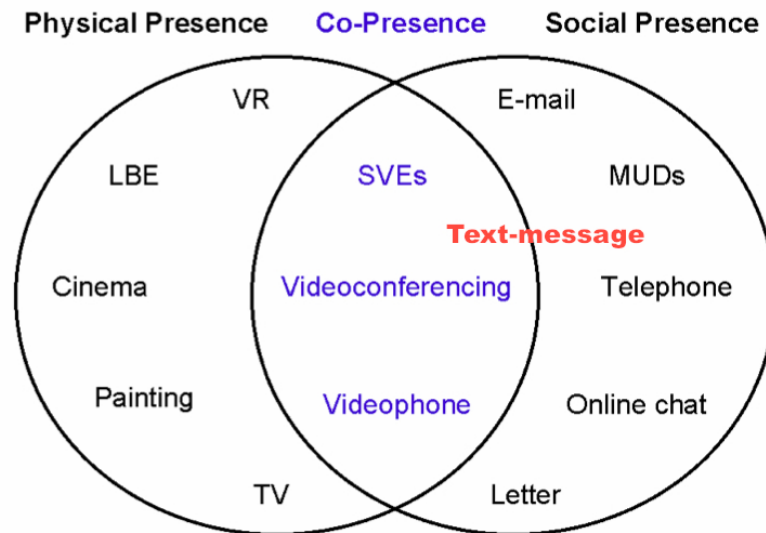 Physical Presence Co-Presence Social Presence
VR E-mail
LBE SVEs MUDs
Text-message
Cinema Videoconferencing Telephone
Painting Videophone Online chat
TV Letter